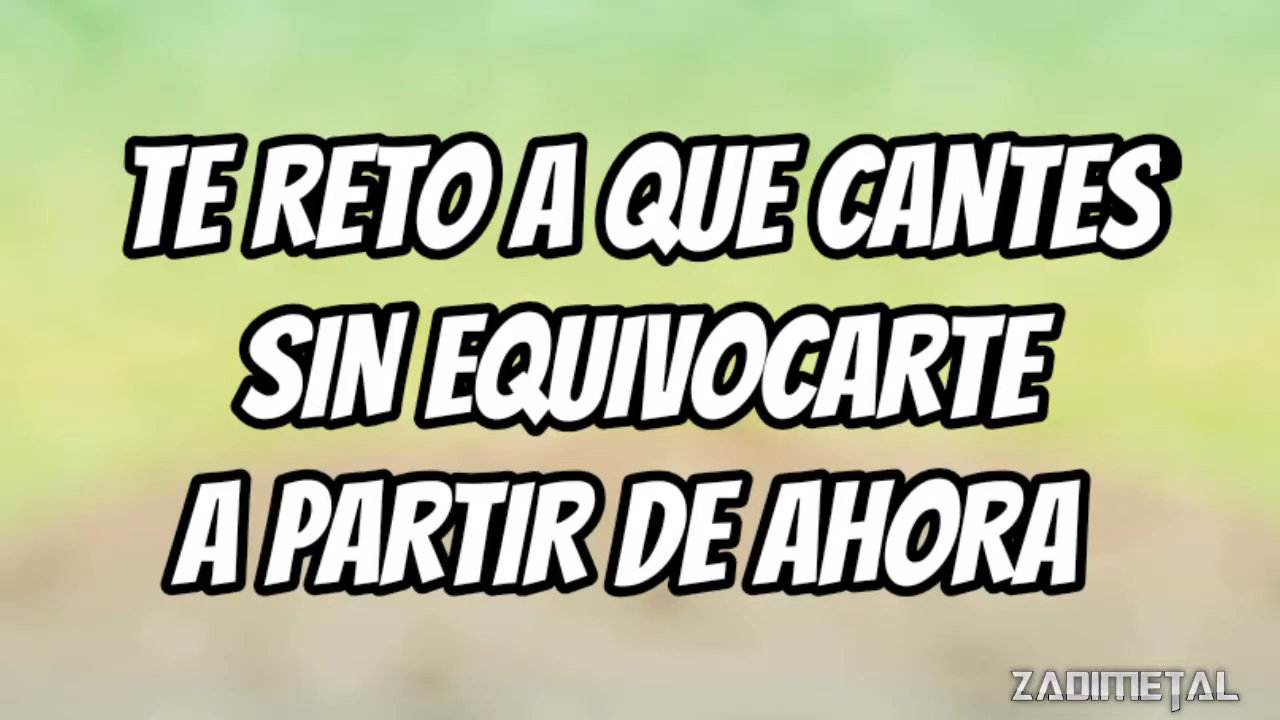 TE RETO A QUE CANTES
SIN EQUIVOCARTE
A PARTIR DE AHORA
ZADIMETAL